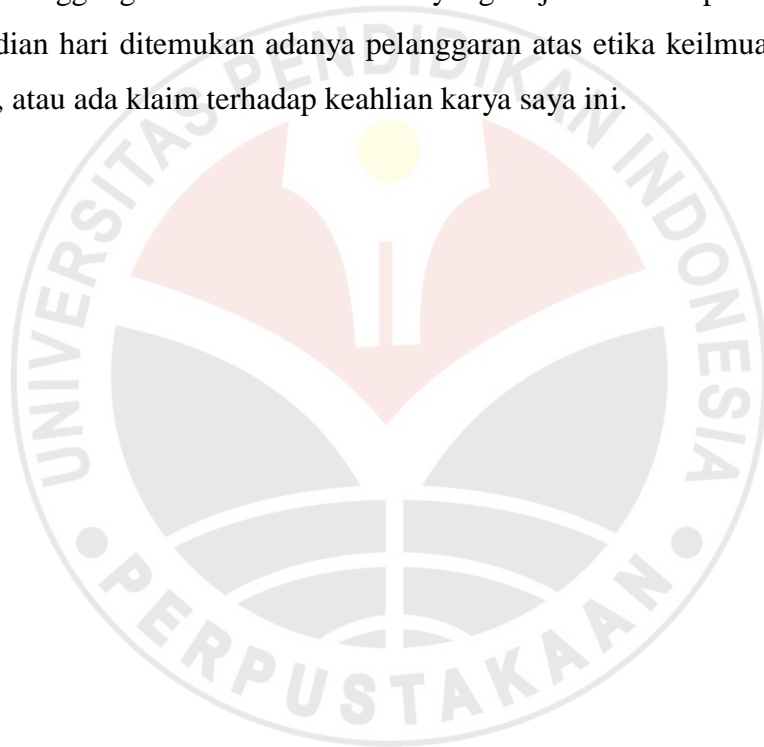 dian hari ditemukan adanya pelanggaran atas etika keilmua
, atau ada klaim terhadap keahlian karya saya ini.
UNIVERSITAS PENDIDIKAN INDONESIA
PERPUSTAKAAN